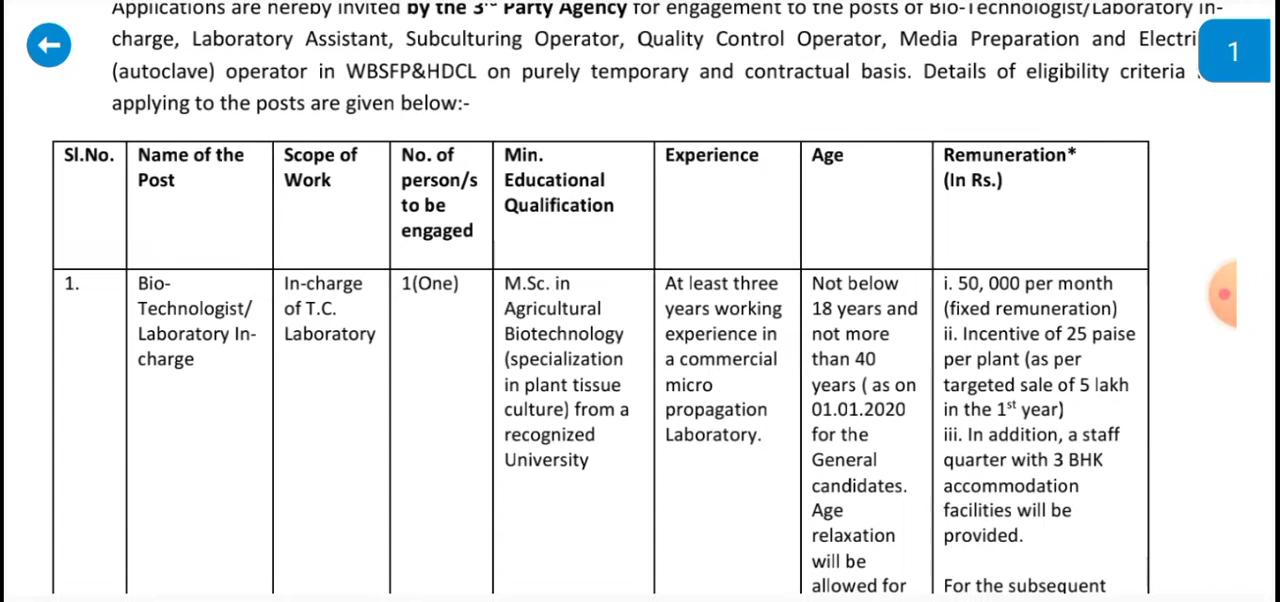 Applications are hereby invited by the 3rd Party Agency for engagement to the posts of Bio-Technologist/Laboratory In-
charge, Laboratory Assistant, Subculturing Operator, Quality Control Operator, Media Preparation and
(autoclave) operator in WBSFP&HDCL on purely temporary and contractual basis. Details of eligibility criteria
applying to the posts are given below:-
1
Sl.No.
Name of the
Post
Scope of
Work
No. of
person/s
to be
engaged
Min.
Educational
Qualification
Experience
Age
Remuneration*
(In Rs.)
1.
Bio-
Technologist/
Laboratory In-
charge
In-charge
of T.C.
Laboratory
1(One)
M.Sc. in
Agricultural
Biotechnology
(specialization
in plant tissue
culture) from a
recognized
University
At least three
years working
experience in
a commercial
micro
propagation
Laboratory.
Not below
18 years and
not more
than 40
years ( as on
01.01.2020
for the
General
candidates.
Age
relaxation
will be
allowed for
i. 50, 000 per month
(fixed remuneration)
ii. Incentive of 25 paise
per plant (as per
targeted sale of 5 lakh
in the 1st year)
iii. In addition, a staff
quarter with 3 BHK
accommodation
facilities will be
provided.
For the subsequent